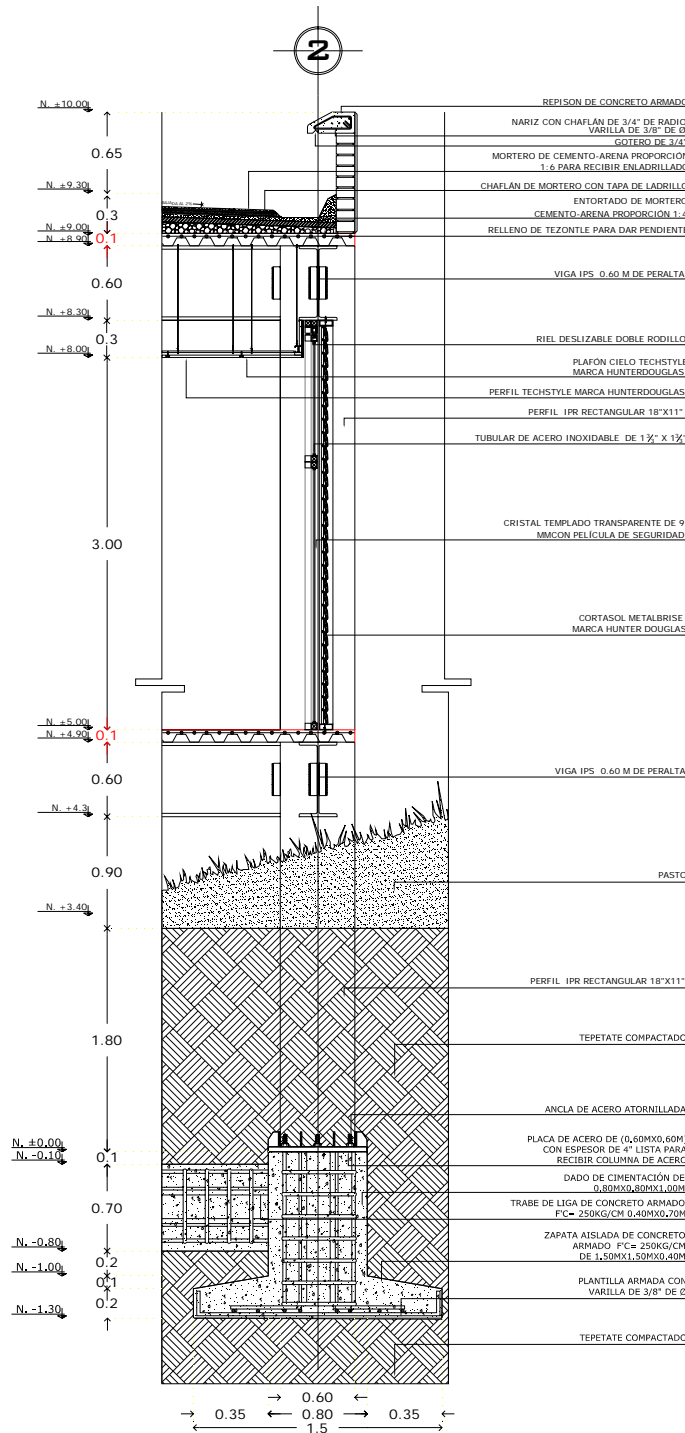 2
N. ±10.00
REPISON DE CONCRETO ARMADO
NARIZ CON CHAFLÁN DE 3/4" DE RADIO
VARILLA DE 3/8" DE Ø
GOTERO DE 3/4"
0.65
MORTERO DE CEMENTO-ARENA PROPORCIÓN
1:6 PARA RECIBIR ENLADRILLADO
N. ±9.30
CHAFLÁN DE MORTERO CON TAPA DE LADRILLO
ENTORTADO DE MORTERO
CEMENTO-ARENA PROPORCIÓN 1:4
0.3
N. ±9.00
RELLENO DE TEZONTLE PARA DAR PENDIENTE
N. +8.90
0.1
VIGA IPS 0.60 M DE PERALTA
0.60
N. +8.30
0.3
RIEL DESLIZABLE DOBLE RODILLO
N. +8.00
PLAFÓN CIELO TECHSTYLE
MARCA HUNTERDOUGLAS
PERFIL TECHSTYLE MARCA HUNTERDOUGLAS
PERFIL IPR RECTANGULAR 18"X11"
TUBULAR DE ACERO INOXIDABLE DE 1 ¾" X 1¾"
CRISTAL TEMPLADO TRANSPARENTE DE 9
MMCON PELÍCULA DE SEGURIDAD
3.00
CORTASOL METALBRISE
MARCA HUNTER DOUGLAS
N. ±5.00
N. +4.90
0.1
VIGA IPS 0.60 M DE PERALTA
0.60
N. +4.3
0.90
PASTO
N. +3.40
PERFIL IPR RECTANGULAR 18"X11"
1.80
TEPETATE COMPACTADO
ANCLA DE ACERO ATORNILLADA
N. ±0.00
N. -0.10
0.1
PLACA DE ACERO DE (0.60MX0.60M)
CON ESPESOR DE 4" LISTA PARA
RECIBIR COLUMNA DE ACERO
DADO DE CIMENTACIÓN DE
0.80MX0.80MX1.00M
0.70
TRABE DE LIGA DE CONCRETO ARMADO
F'C= 250KG/CM 0.40MX0.70M
N. -0.80
ZAPATA AISLADA DE CONCRETO
ARMADO F'C= 250KG/CM
DE 1.50MX1.50MX0.40M
0.2
N. -1.00
0.1
PLANTILLA ARMADA CON
VARILLA DE 3/8" DE Ø
0.2
N. -1.30
TEPETATE COMPACTADO
0.60
0.35
0.80
0.35
1.5